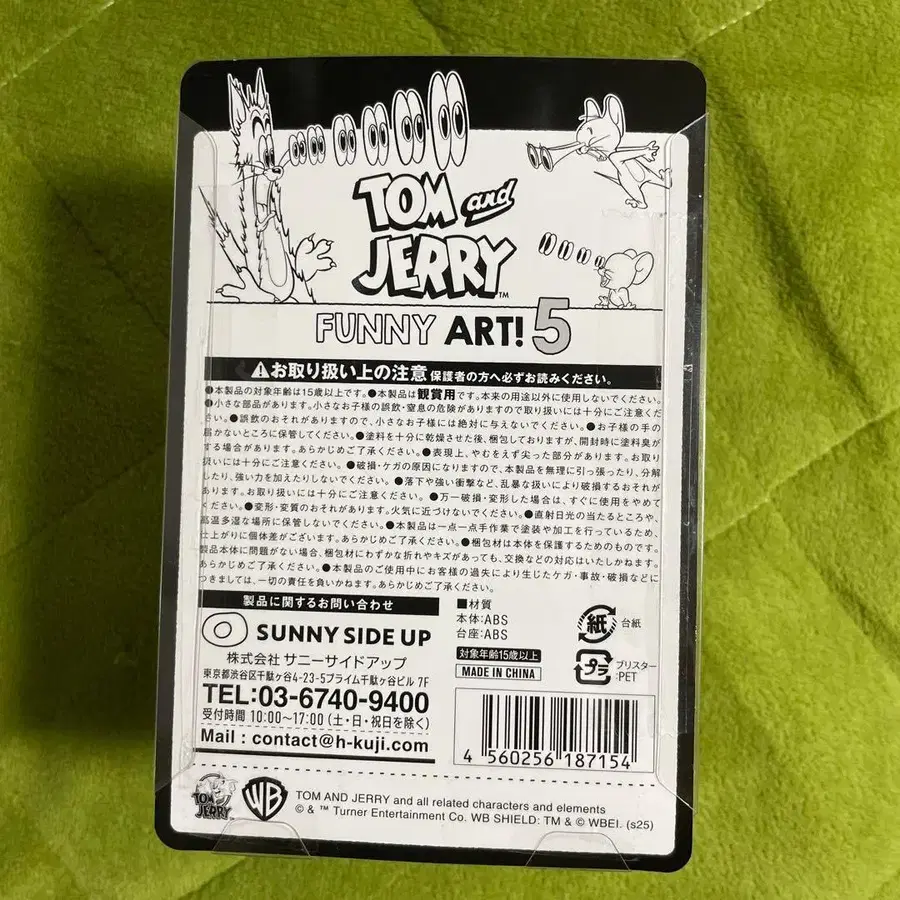 TOM and
JERRY™
FUNNY ART! 5
⚠お取り扱い上の注意 保護者の方へ必ずお読みください。
●本製品の対象年齢は15歳以上です。●本製品は観賞用です。本来の用途以外に使用しないでください。
●小さな部品があります。小さなお子様の誤飲・窒息の危険がありますので取り扱いには十分にご注意くだ
さい。●誤飲のおそれがありますので、小さなお子様には絶対に与えないでください。●お子様の手の
届かないところに保管してください。●塗料を十分に乾燥させた後、梱包しておりますが、開封時に塗料臭が
する場合があります。あらかじめご了承ください。●表現上、やむをえず尖った部分があります。お取り
扱いには十分にご注意ください。●破損・ケガの原因になりますので、本製品を無理に引っ張ったり、分解
したり、強い力を加えたりしないでください。●落下や強い衝撃など、乱暴な扱いにより破損するおそれが
あります。お取り扱いには十分にご注意ください。●万一破損・変形した場合は、すぐに使用をやめて
ください。●変形・変質のおそれがあります。火気に近づけないでください。●直射日光の当たるところや、
高温多湿な場所に保管しないでください。●本製品は一点一点手作業で塗装や加工を行っているため、
仕上がりに個体差がございます。あらかじめご了承ください。●梱包材は本体を保護するためのものです。
製品本体に問題がない場合、梱包材にわずかな折れやキズがあっても、交換などの対応はいたしかねます。
あらかじめご了承ください。●本製品のご使用中にお客様の過失により生じたケガ・事故・破損などに
つきましては、一切の責任を負いかねます。あらかじめご了承ください。
製品に関するお問い合わせ
SUNNY SIDE UP
株式会社 サニーサイドアップ
東京都渋谷区千駄ヶ谷4-23-5プライム千駄ヶ谷ビル 7F
TEL:03-6740-9400
受付時間 10:00〜17:00 (土・日・祝日を除く)
Mail : contact@h-kuji.com
■材質
本体:ABS
台座:ABS
対象年齢15歳以上
MADE IN CHINA
紙 台紙
プラ ブリスター
:PET
4 560256 187154
TOM and
JERRY
WB
TOM AND JERRY and all related characters and elements
© & ™ Turner Entertainment Co. WB SHIELD: TM & © WBEI. (s25)